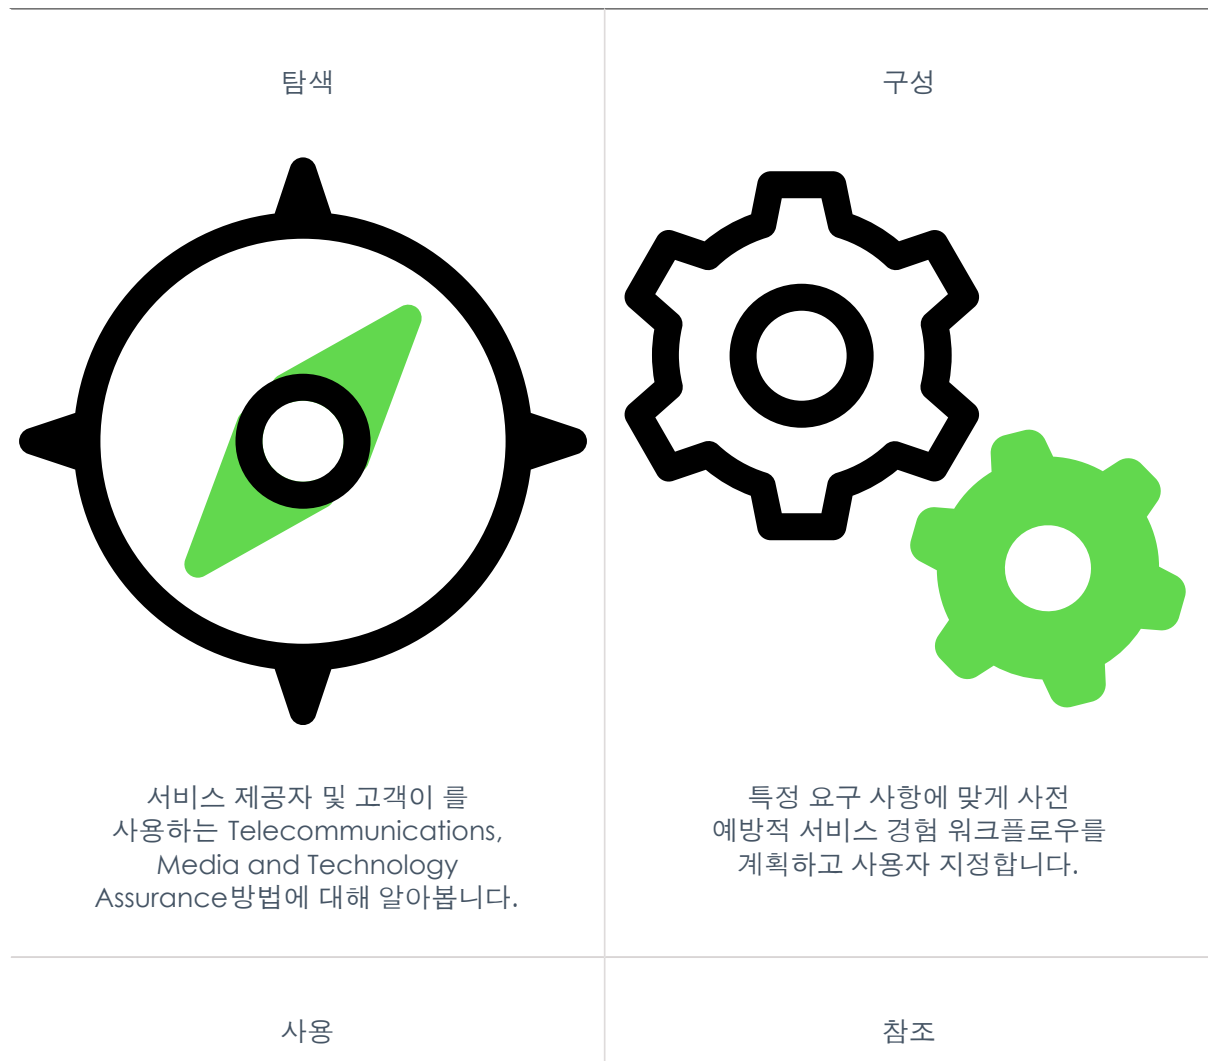 탐색
구성
서비스 제공자 및 고객이 를
사용하는 Telecommunications,
Media and Technology
Assurance방법에 대해 알아봅니다.
특정 요구 사항에 맞게 사전
예방적 서비스 경험 워크플로우를
계획하고 사용자 지정합니다.
사용
참조